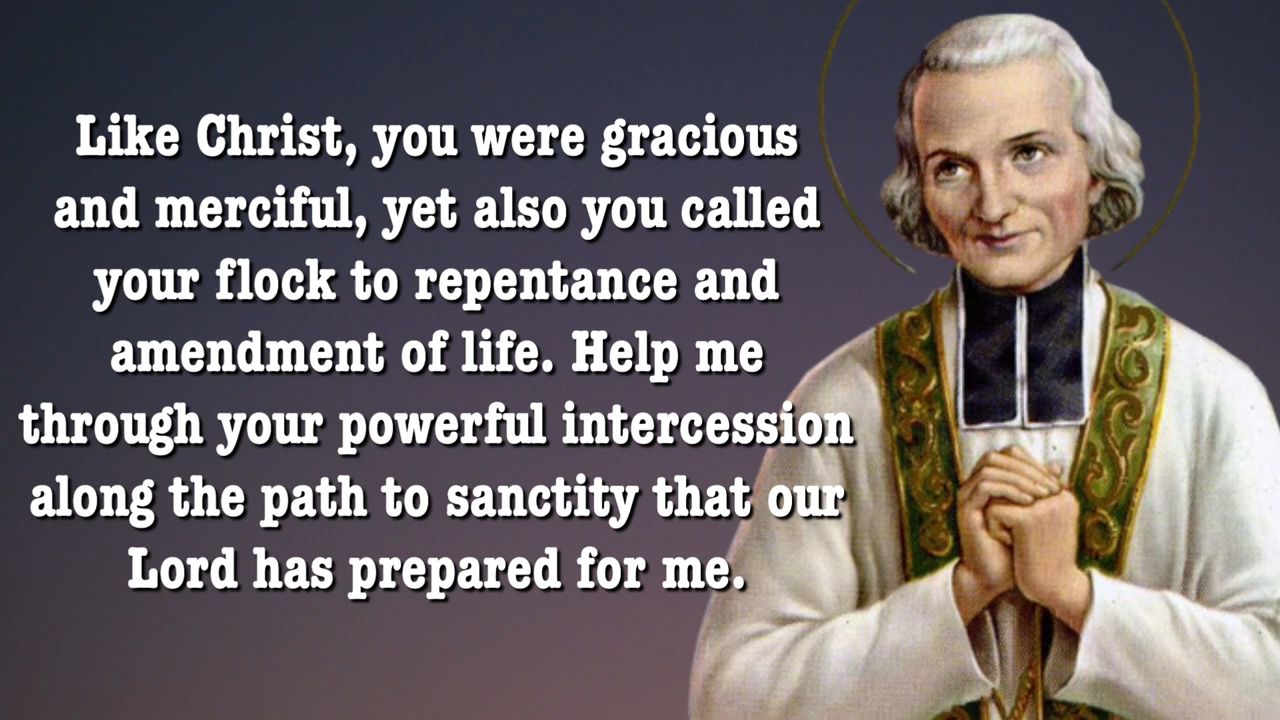 Like Christ, you were gracious
and merciful, yet also you called
your flock to repentance and
amendment of life. Help me
through your powerful intercession
along the path to sanctity that our
Lord has prepared for me.